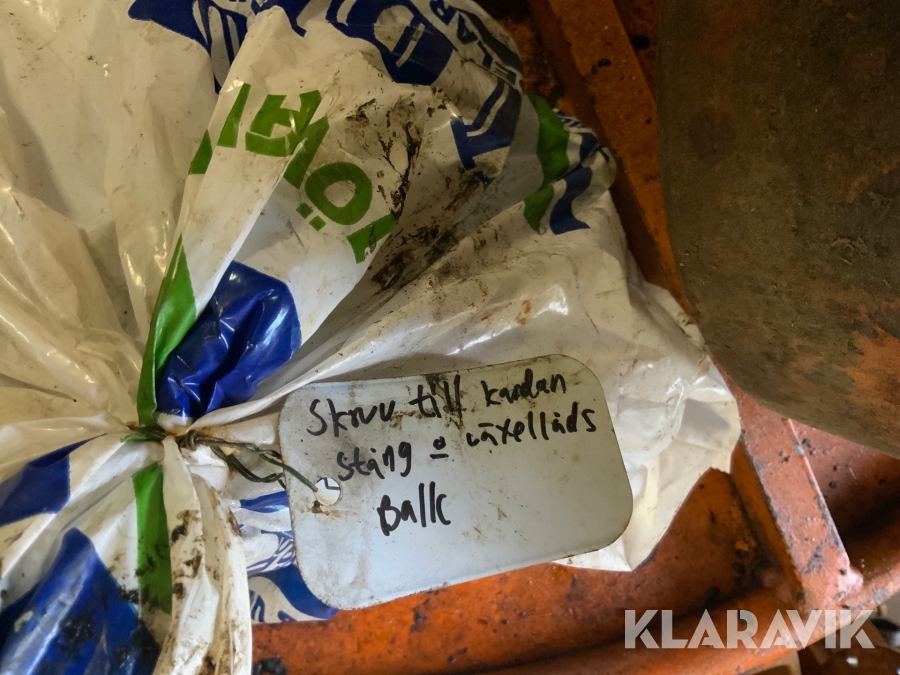 Skruv till kardan
stång o växellåds
Balk
KLARAVIK